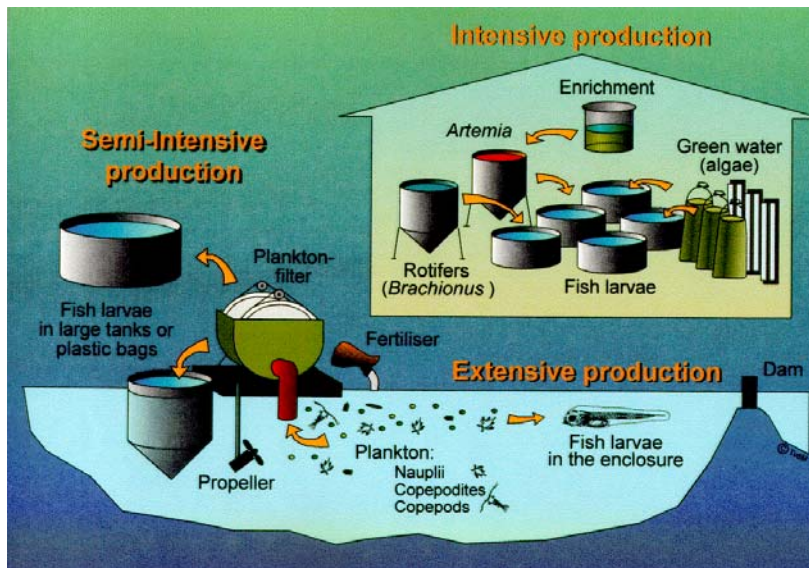 Intensive production
Enrichment
Artemia
Green water
(algae)
Rotifers
(Brachionus )
Fish larvae
Semi-Intensive
production
Plankton-
filter
Fish larvae
in large tanks or
plastic bags
Fertiliser
Extensive production
Dam
Propeller
Plankton:
Nauplii
Copepodites
Copepods
Fish larvae
in the enclosure